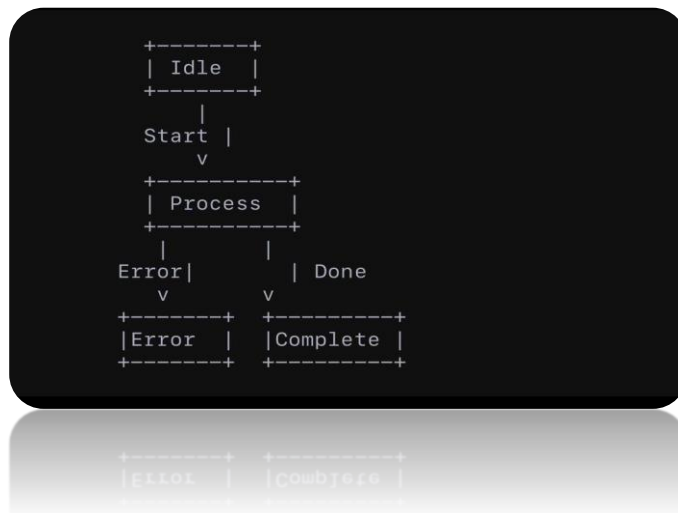 +-------+
| Idle  |
+-------+
|
Start |
v
+----------+
| Process  |
+----------+
|       |
Error|       | Done
v       v
+-------+  +---------+
|Error  |  |Complete |
+-------+  +---------+